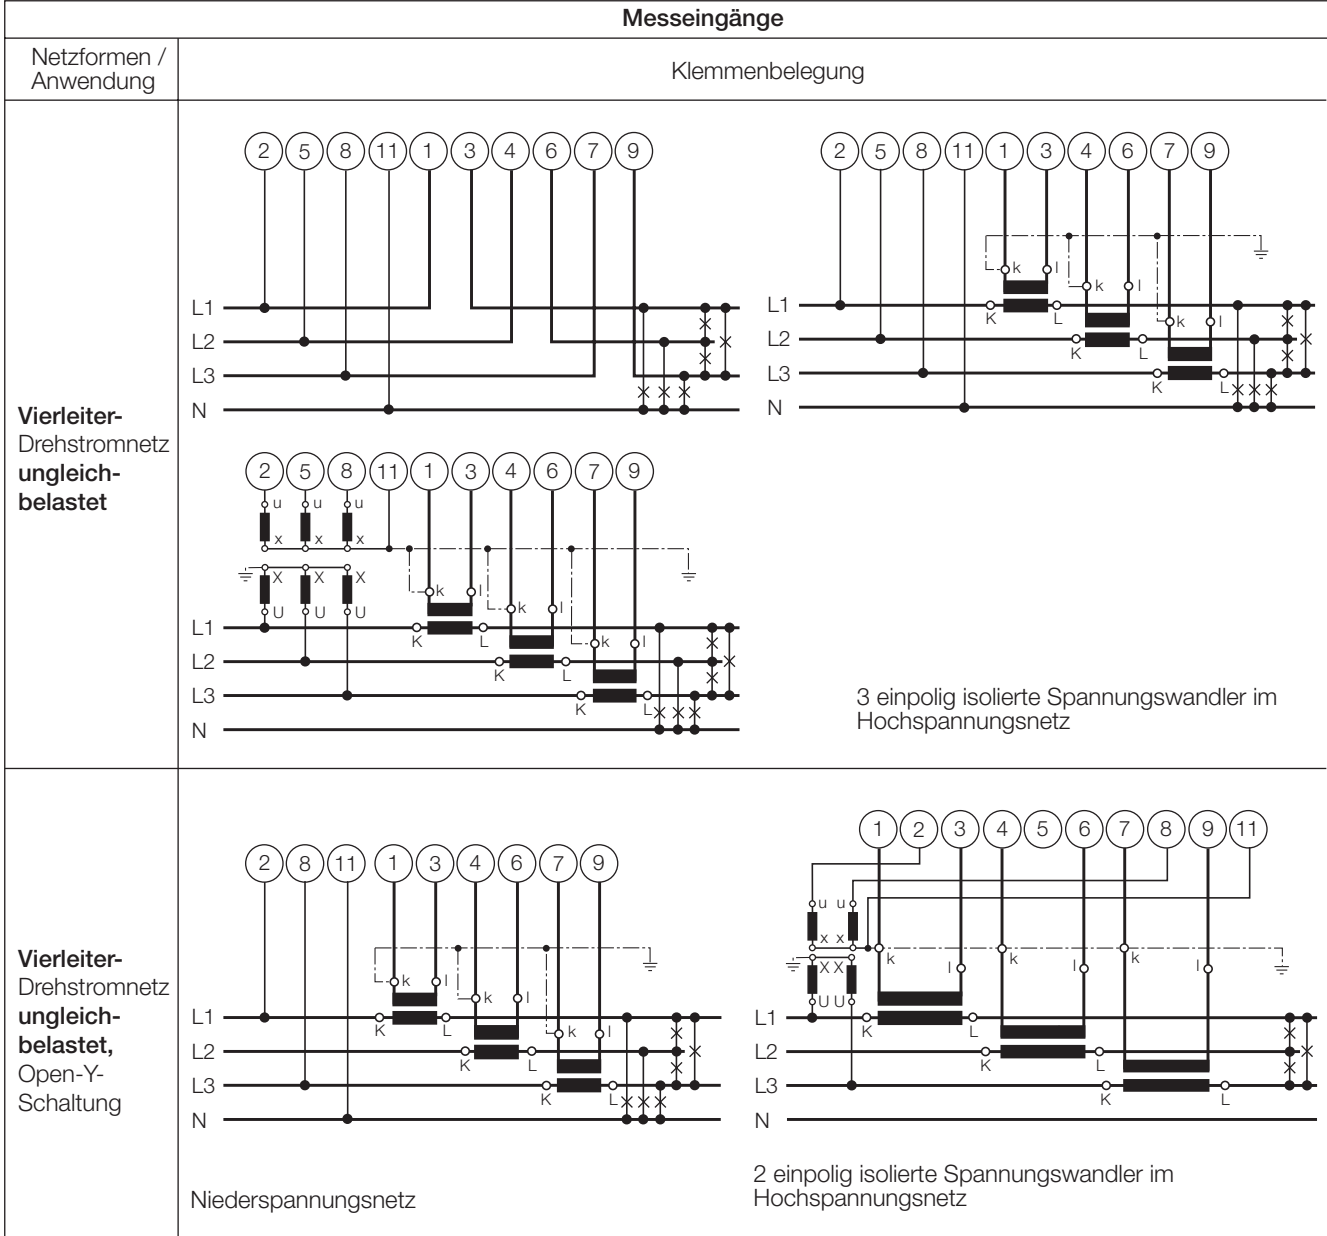 Messeingänge
Netzformen /
Anwendung
Klemmenbelegung
Vierleiter-
Drehstromnetz
ungleich-
belastet
2 5 8 11 1 3 4 6 7 9
L1
L2
L3
N
2 5 8 11 1 3 4 6 7 9
k l
k l
L1
K L
k l
L2
K L
L3
K L
N
2 5 8 11 1 3 4 6 7 9
u u u
x x x
X X X
k l
U U U
k l
L1
K L
k l
L2
K L
L3
K L
N
3 einpolig isolierte Spannungswandler im
Hochspannungsnetz
Vierleiter-
Drehstromnetz
ungleich-
belastet,
Open-Y-
Schaltung
2 8 11 1 3 4 6 7 9
k l
k l
L1
K L
k l
L2
K L
L3
K L
N
Niederspannungsnetz
1 2 3 4 5 6 7 8 9 11
u u
x x
k k k
X X
l l l
U U
L1
K L
L2
K L
L3
K L
N
2 einpolig isolierte Spannungswandler im
Hochspannungsnetz